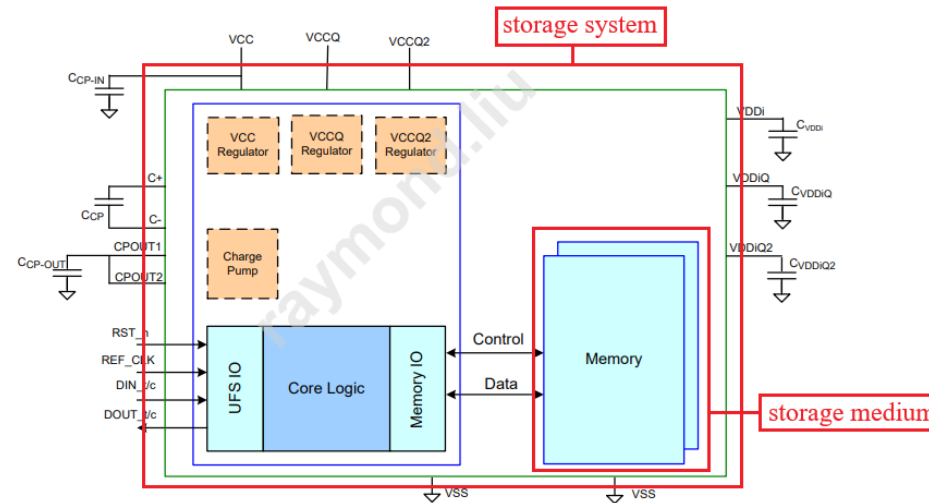 storage system
VCC
VCCQ
VCCQ2
CCP-IN
VCC
Regulator
VCCQ
Regulator
VCCQ2
Regulator
VDDi
CVDDi
C+
CCP
C-
VDDiQ
CVDDiQ
CPOUT1
CCP-OUT
CPOUT2
Charge
Pump
VDDiQ2
CVDDiQ2
RST_n
REF_CLK
DIN_t/c
DOUT_t/c
UFS IO
Core Logic
Memory IO
Control
Data
Memory
storage medium
VSS
VSS
raymond.liu